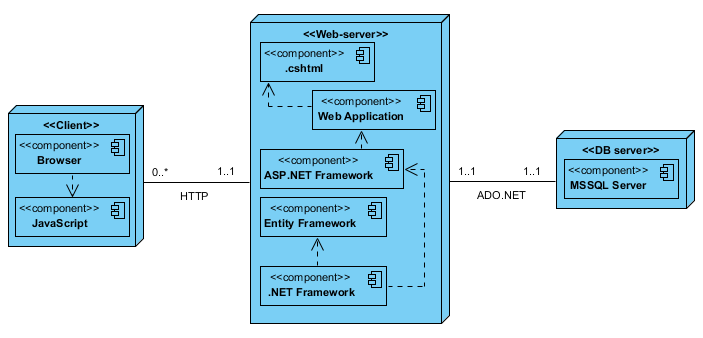 <<Client>>
<<component>>
Browser
<<component>>
JavaScript
0..*
1..1
HTTP
<<Web-server>>
<<component>>
.cshtml
<<component>>
Web Application
<<component>>
ASP.NET Framework
<<component>>
Entity Framework
<<component>>
.NET Framework
1..1
1..1
ADO.NET
<<DB server>>
<<component>>
MSSQL Server